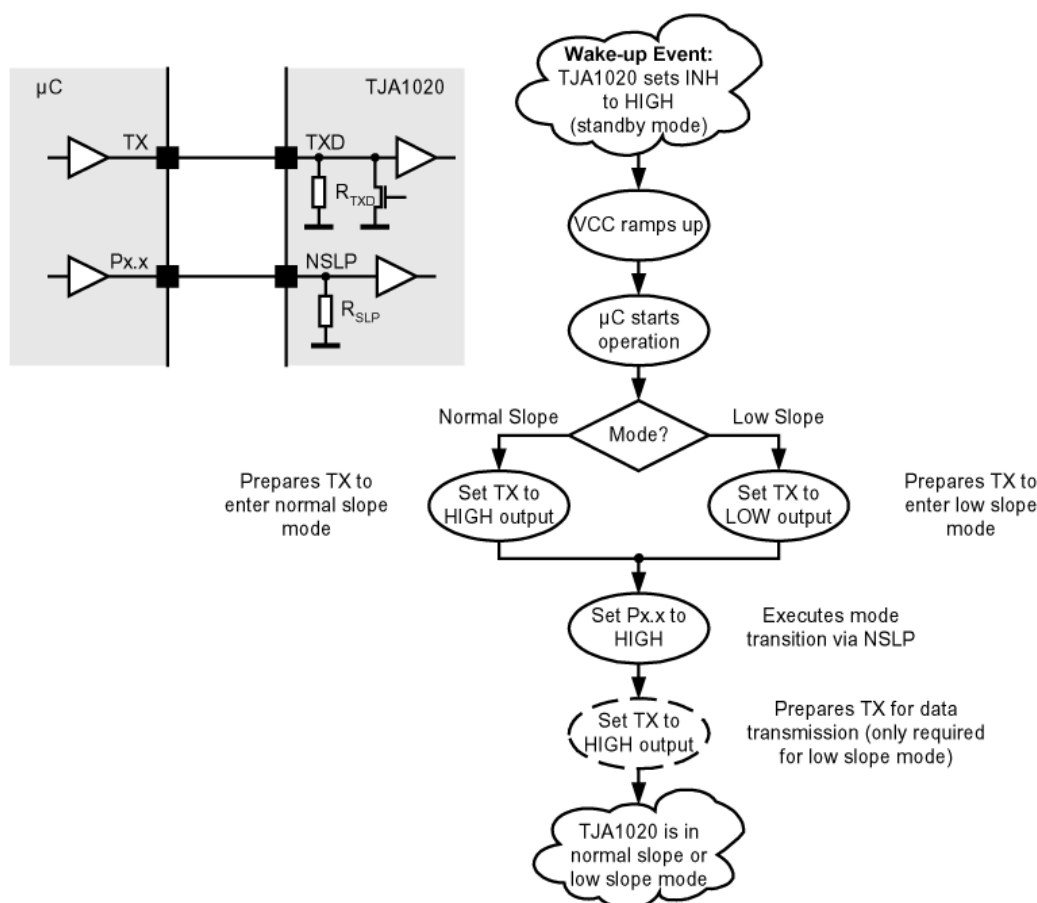 µC
TJA1020
TX
TXD
R_TXD
Px.x
NSLP
R_SLP
Wake-up Event:
TJA1020 sets INH
to HIGH
(standby mode)
VCC ramps up
µC starts
operation
Normal Slope
Mode?
Low Slope
Prepares TX to
enter normal slope
mode
Set TX to
HIGH output
Set TX to
LOW output
Prepares TX to
enter low slope
mode
Set Px.x to
HIGH
Executes mode
transition via NSLP
Set TX to
HIGH output
Prepares TX for data
transmission (only required
for low slope mode)
TJA1020 is in
normal slope or
low slope mode